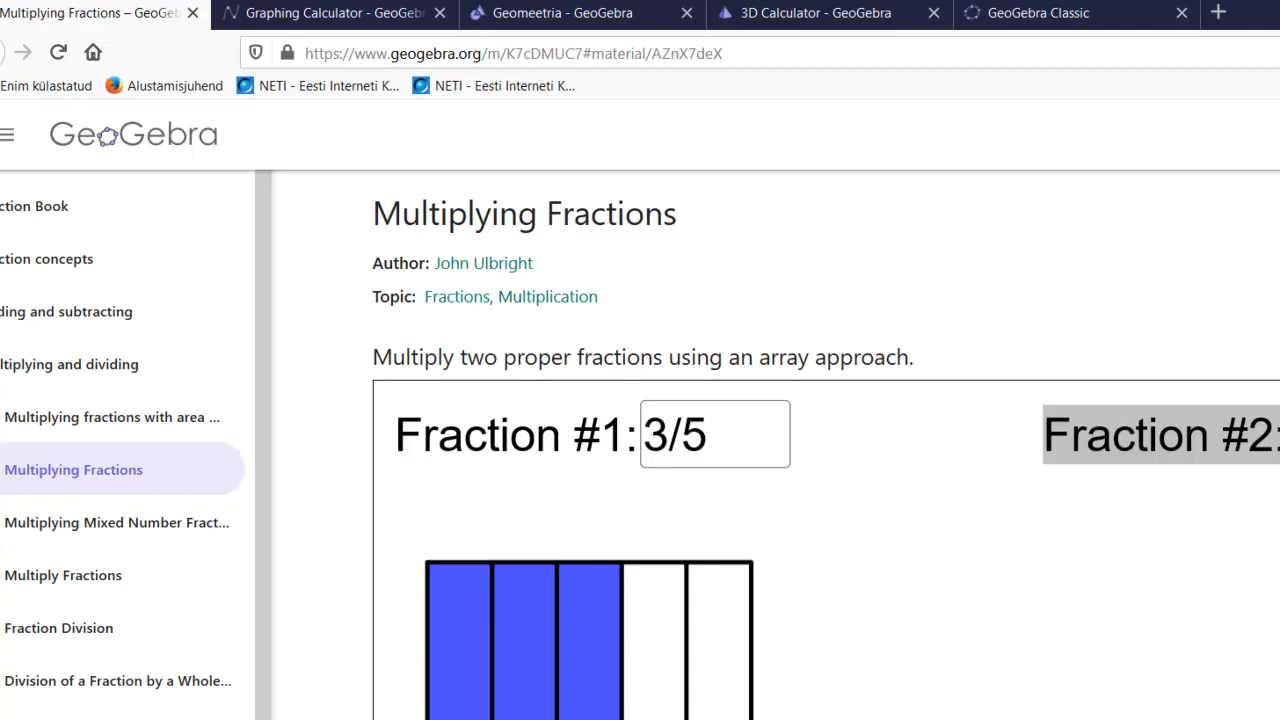 Multiplying Fractions – GeoGeb
Graphing Calculator - GeoGebr
Geomeetria - GeoGebra
3D Calculator - GeoGebra
GeoGebra Classic
https://www.geogebra.org/m/K7cDMUC7#material/AZnX7deX
Enim külastatud
Alustamisjuhend
NETI - Eesti Interneti K...
NETI - Eesti Interneti K...
GeoGebra
ction Book
ction concepts
ding and subtracting
ltiplying and dividing
Multiplying fractions with area ...
Multiplying Fractions
Multiplying Mixed Number Fract...
Multiply Fractions
Fraction Division
Division of a Fraction by a Whole...
Multiplying Fractions
Author: John Ulbright
Topic: Fractions, Multiplication
Multiply two proper fractions using an array approach.
Fraction #1: 3/5
Fraction #2: